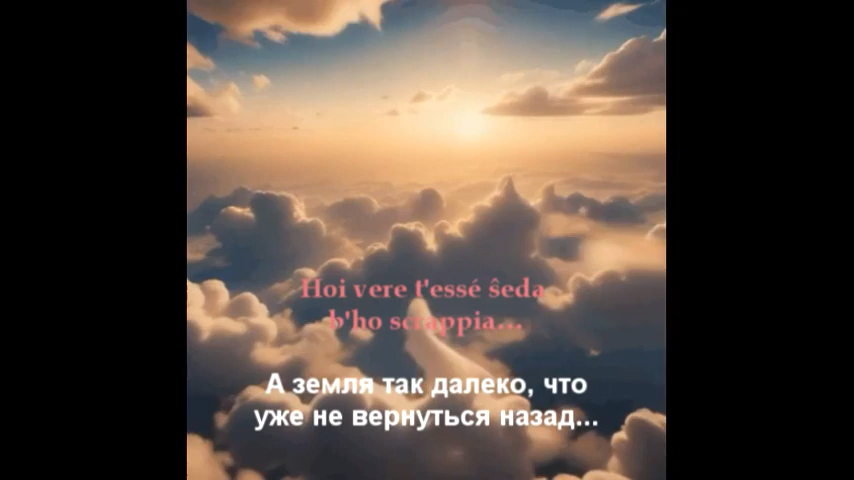 Hoi vere t'essé ŝeda
b'ho scrappia...
А земля так далеко, что
уже не вернуться назад...